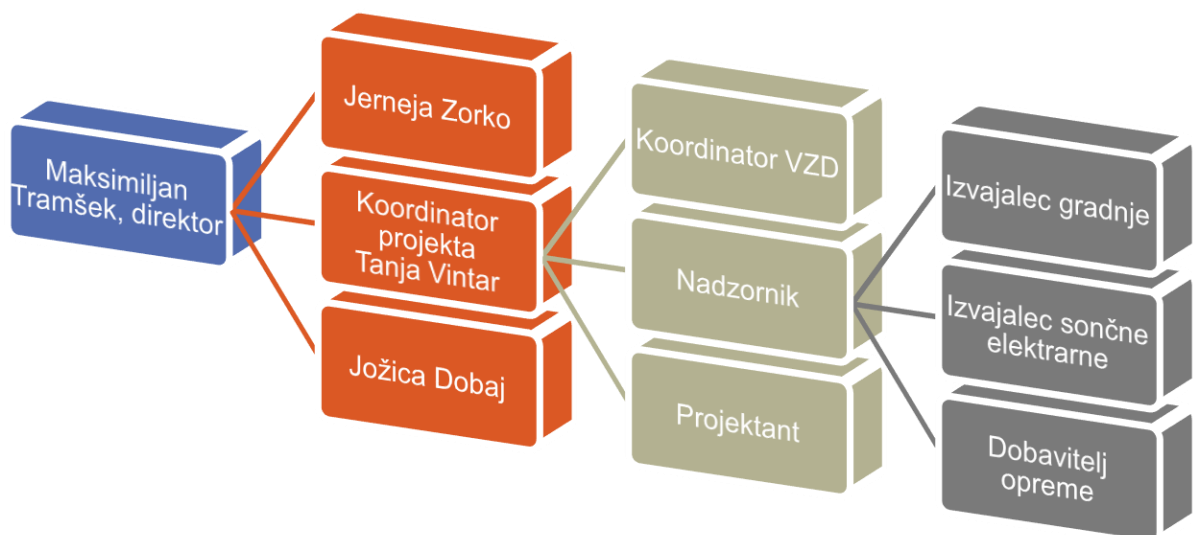 Maksimiljan
Tramšek, direktor
Jerneja Zorko
Koordinator
projekta
Tanja Vintar
Jožica Dobaj
Koordinator VZD
Nadzornik
Projektant
Izvajalec gradnje
Izvajalec sončne
elektrarne
Dobavitelj
opreme